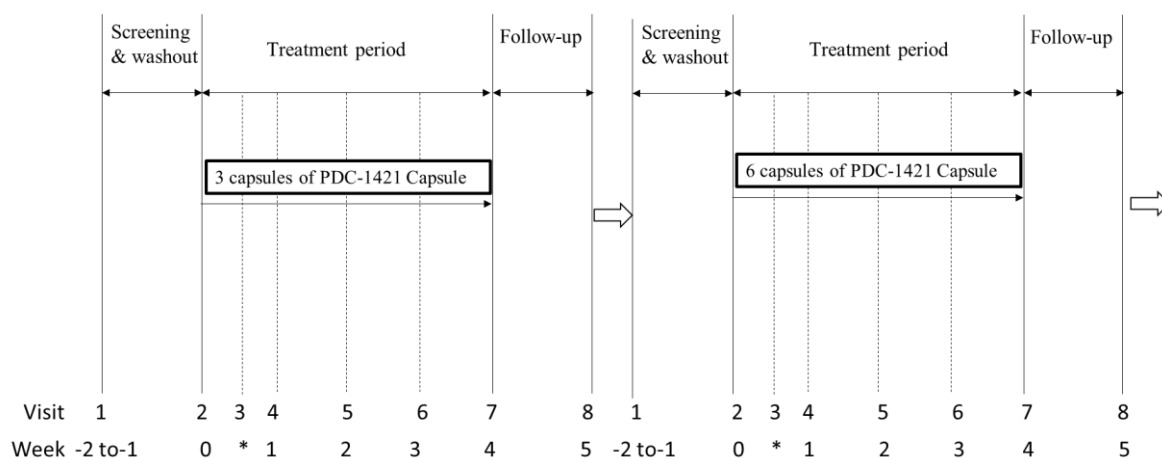 Screening
& washout
Treatment period
Follow-up
Screening
& washout
Treatment period
Follow-up
3 capsules of PDC-1421 Capsule
6 capsules of PDC-1421 Capsule
Visit 1 2 3 4 5 6 7 8 1 2 3 4 5 6 7 8
Week -2 to-1 0 * 1 2 3 4 5 -2 to-1 0 * 1 2 3 4 5